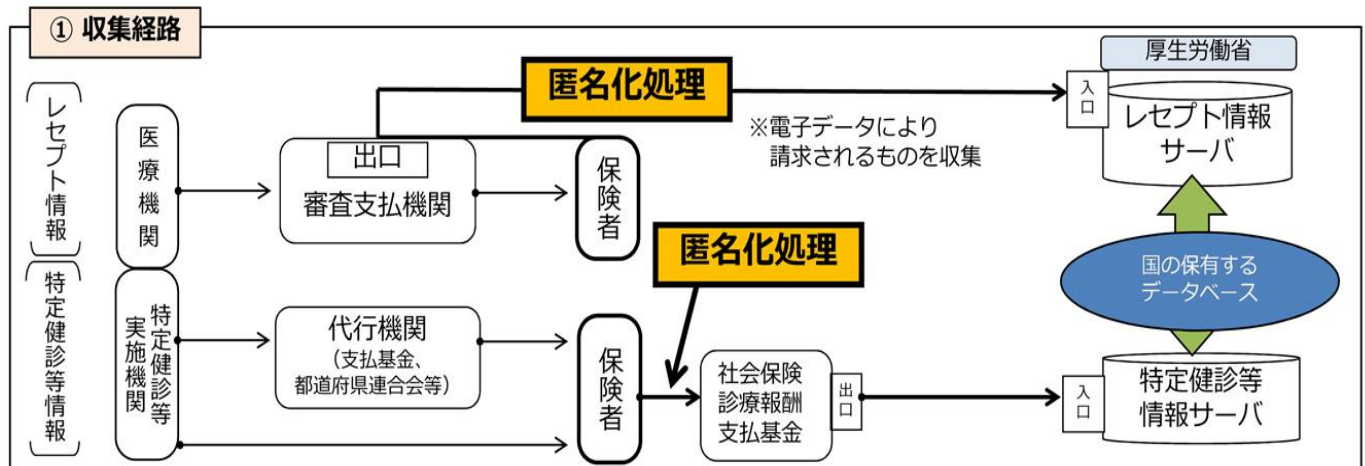 ① 収集経路
レセプト情報
医療機関
出口
審査支払機関
保険者
匿名化処理
※電子データにより
請求されるものを収集
厚生労働省
入口
レセプト情報
サーバ
国の保有する
データベース
特定健診等情報
特定健診等
実施機関
代行機関
(支払基金、
都道府県連合会等)
保険者
匿名化処理
社会保険
診療報酬
支払基金
出口
入口
特定健診等
情報サーバ